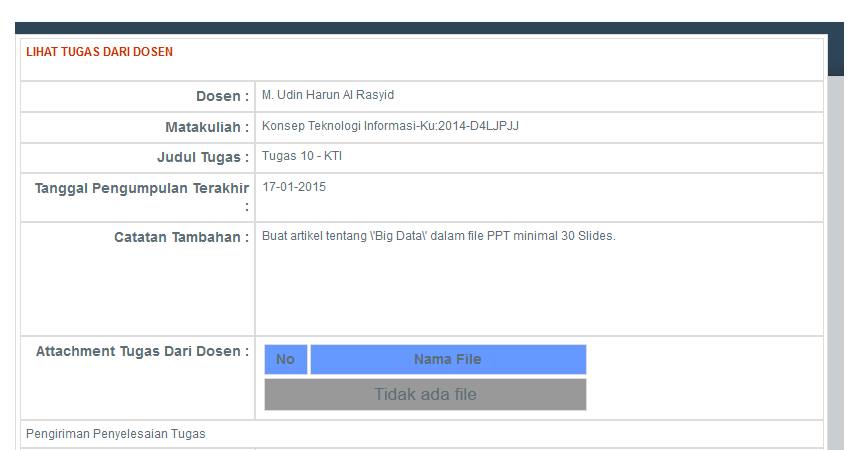 LIHAT TUGAS DARI DOSEN
Dosen : M. Udin Harun Al Rasyid
Matakuliah : Konsep Teknologi Informasi-Ku:2014-D4LJPJJ
Judul Tugas : Tugas 10 - KTI
Tanggal Pengumpulan Terakhir 17-01-2015
:
Catatan Tambahan : Buat artikel tentang \'Big Data\' dalam file PPT minimal 30 Slides.
Attachment Tugas Dari Dosen :
No Nama File
Tidak ada file
Pengiriman Penyelesaian Tugas